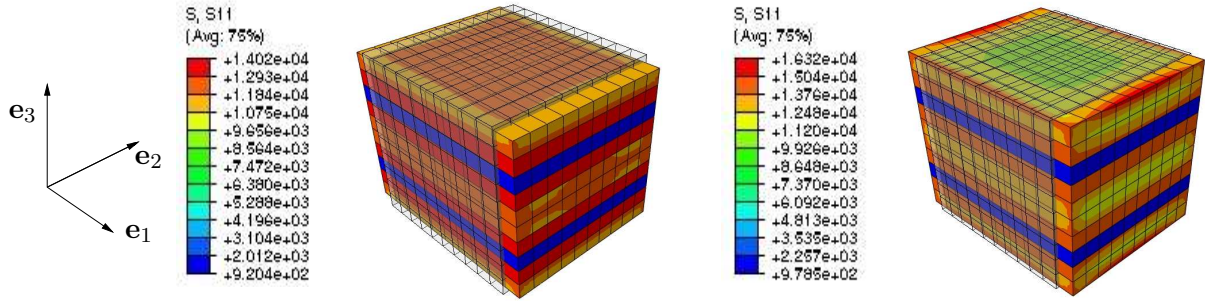 S, S11
(Avg: 75%)
+1.402e+04
+1.293e+04
+1.184e+04
+1.075e+04
+9.656e+03
+8.564e+03
+7.472e+03
+6.380e+03
+5.288e+03
+4.196e+03
+3.104e+03
+2.012e+03
+9.204e+02
e3
e2
e1
S, S11
(Avg: 75%)
+1.632e+04
+1.504e+04
+1.376e+04
+1.248e+04
+1.120e+04
+9.926e+03
+8.648e+03
+7.370e+03
+6.092e+03
+4.813e+03
+3.535e+03
+2.257e+03
+9.785e+02